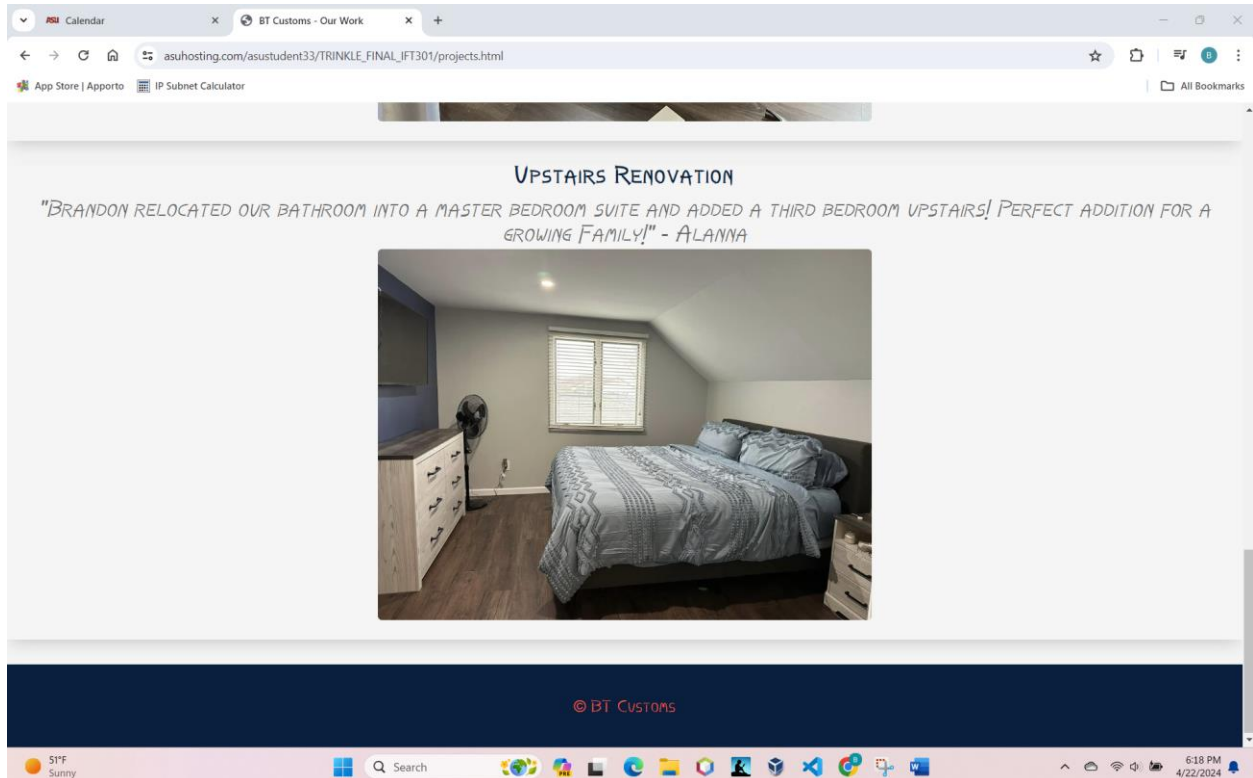 ASU Calendar
BT Customs - Our Work
asuhosting.com/asustudent33/TRINKLE_FINAL_IFT301/projects.html
B
App Store | Apporto
IP Subnet Calculator
All Bookmarks
Upstairs Renovation
"Brandon relocated our bathroom into a master bedroom suite and added a third bedroom upstairs! Perfect addition for a
growing Family!" - Alanna
© BT Customs
51°F
Sunny
Search
PRE
6:18 PM
4/22/2024